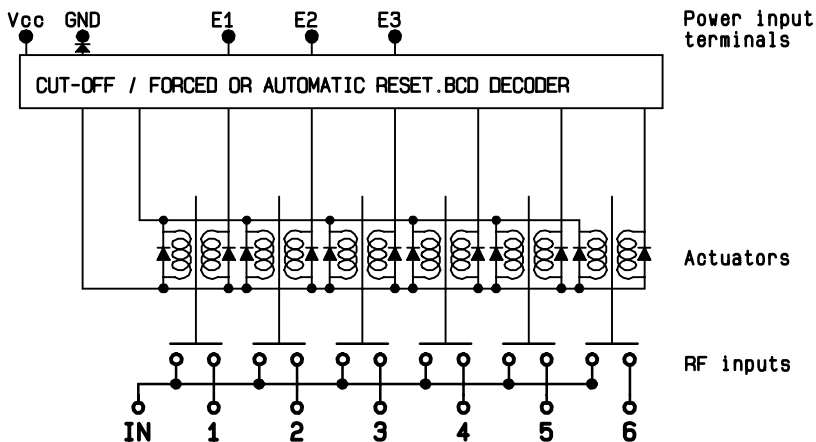 Vcc GND E1 E2 E3 Power input
terminals
CUT-OFF / FORCED OR AUTOMATIC RESET.BCD DECODER
Actuators
RF inputs
IN 1 2 3 4 5 6